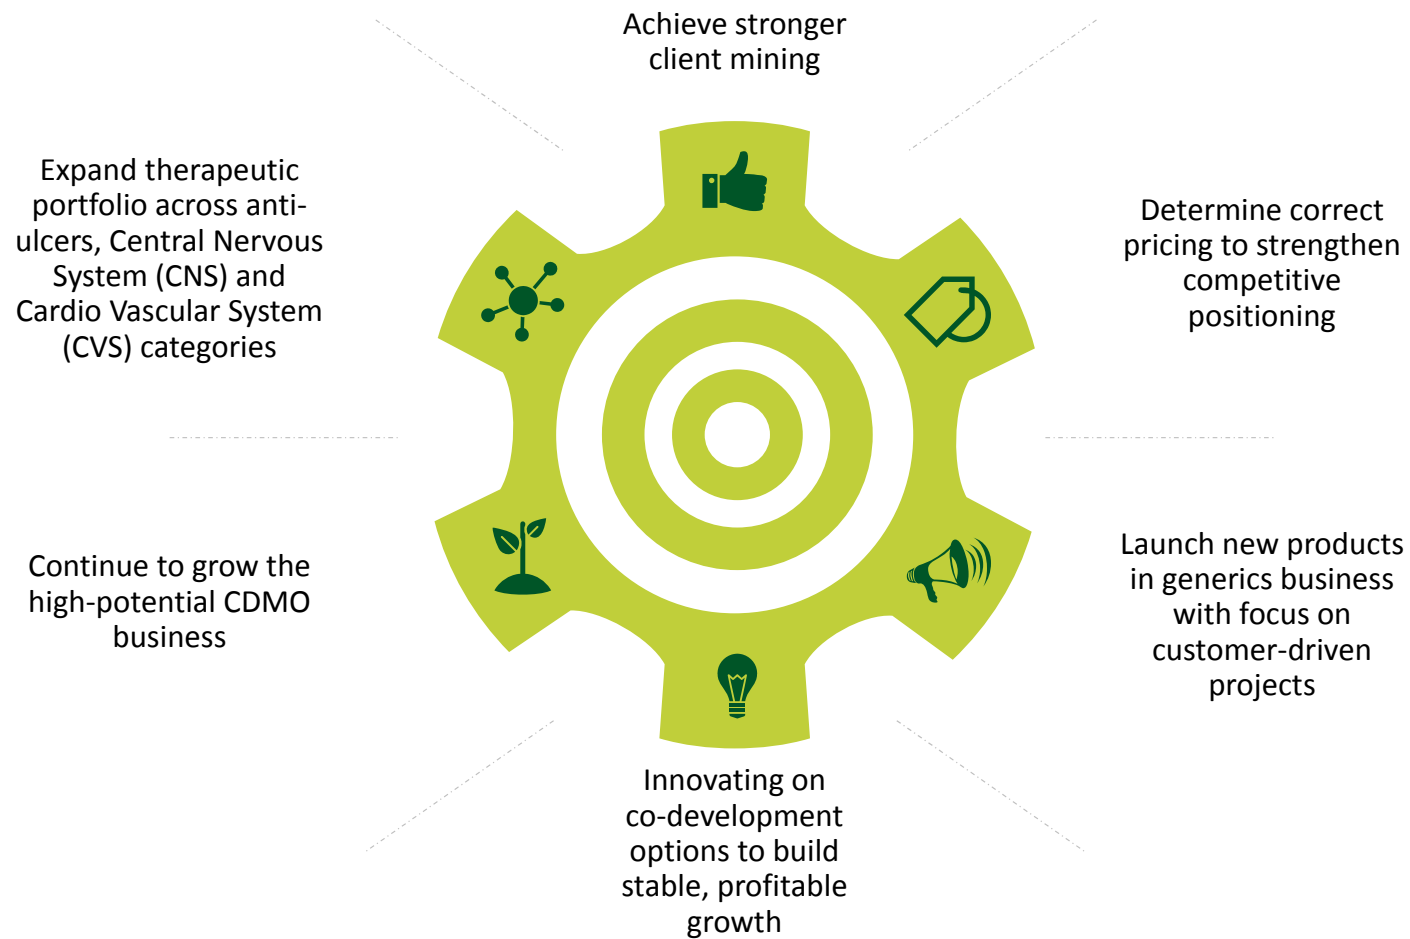 Achieve stronger
client mining
Expand therapeutic
portfolio across anti-
ulcers, Central Nervous
System (CNS) and
Cardio Vascular System
(CVS) categories
Determine correct
pricing to strengthen
competitive
positioning
Continue to grow the
high-potential CDMO
business
Launch new products
in generics business
with focus on
customer-driven
projects
Innovating on
co-development
options to build
stable, profitable
growth